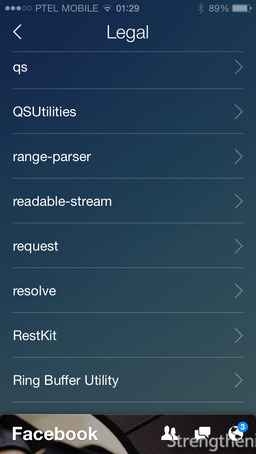 PTEL MOBILE 01:29 89%
Legal
qs
QSUtilities
range-parser
readable-stream
request
resolve
RestKit
Ring Buffer Utility
Facebook
3